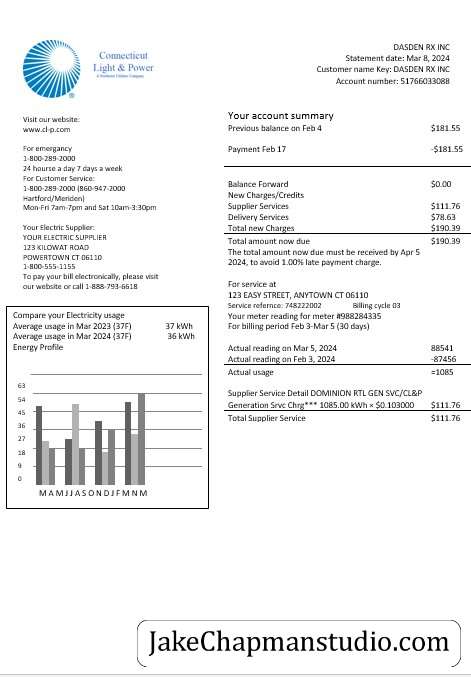 Connecticut
Light & Power
A Northeast Utilities Company
DASDEN RX INC
Statement date: Mar 8, 2024
Customer name Key: DASDEN RX INC
Account number: 51766033088
Visit our website:
www.cl-p.com
For emergancy
1-800-289-2000
24 hourse a day 7 days a week
For Customer Service:
1-800-289-2000 (860-947-2000
Hartford/Meridon)
Mon-Fri 7am-7pm and Sat 10am-3:30pm
Your Electric Supplier:
YOUR ELECTRIC SUPPLIER
123 KILOWAT ROAD
POWERTOWN CT 06110
1-800-555-1155
To pay your bill electronically, please visit
our website or call 1-888-793-6618
Compare your Electricity usage
Average usage in Mar 2023 (37F) 37 kWh
Average usage in Mar 2024 (37F) 36 kWh
Energy Profile
63
54
45
36
27
18
9
0
M A M J J A S O N D J F M N M
Your account summary
Previous balance on Feb 4 $181.55
Payment Feb 17 -$181.55
Balance Forward $0.00
New Charges/Credits
Supplier Services $111.76
Delivery Services $78.63
Total new Charges $190.39
Total amount now due $190.39
The total amount now due must be received by Apr 5
2024, to avoid 1.00% late payment charge.
For service at
123 EASY STREET, ANYTOWN CT 06110
Service refernce: 748222002 Billing cycle 03
Your meter reading for meter #988284335
For billing period Feb 3-Mar 5 (30 days)
Actual reading on Mar 5, 2024 88541
Actual reading on Feb 3, 2024 -87456
Actual usage =1085
Supplier Service Detail DOMINION RTL GEN SVC/CL&P
Generation Srvc Chrg*** 1085.00 kWh × $0.103000 $111.76
Total Supplier Service $111.76
JakeChapmanstudio.com